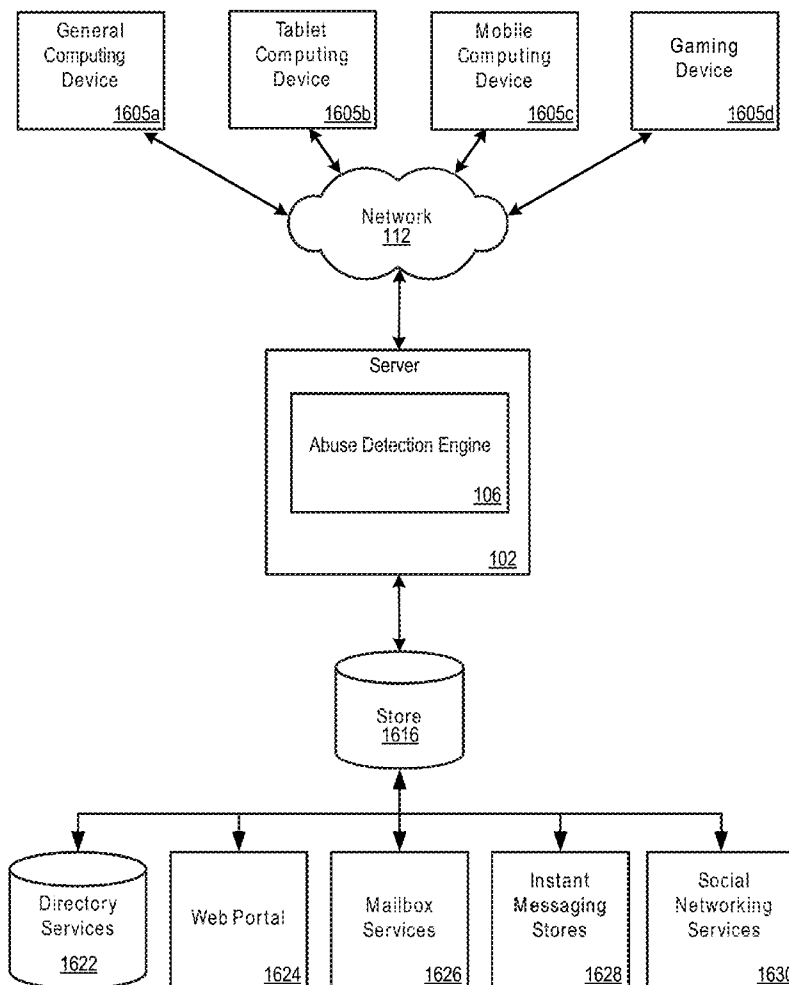 General
Computing
Device
1605a
Tablet
Computing
Device
1605b
Mobile
Computing
Device
1605c
Gaming
Device
1605d
Network
112
Server
Abuse Detection Engine
106
102
Store
1616
Directory
Services
1622
Web Portal
1624
Mailbox
Services
1626
Instant
Messaging
Stores
1628
Social
Networking
Services
1630